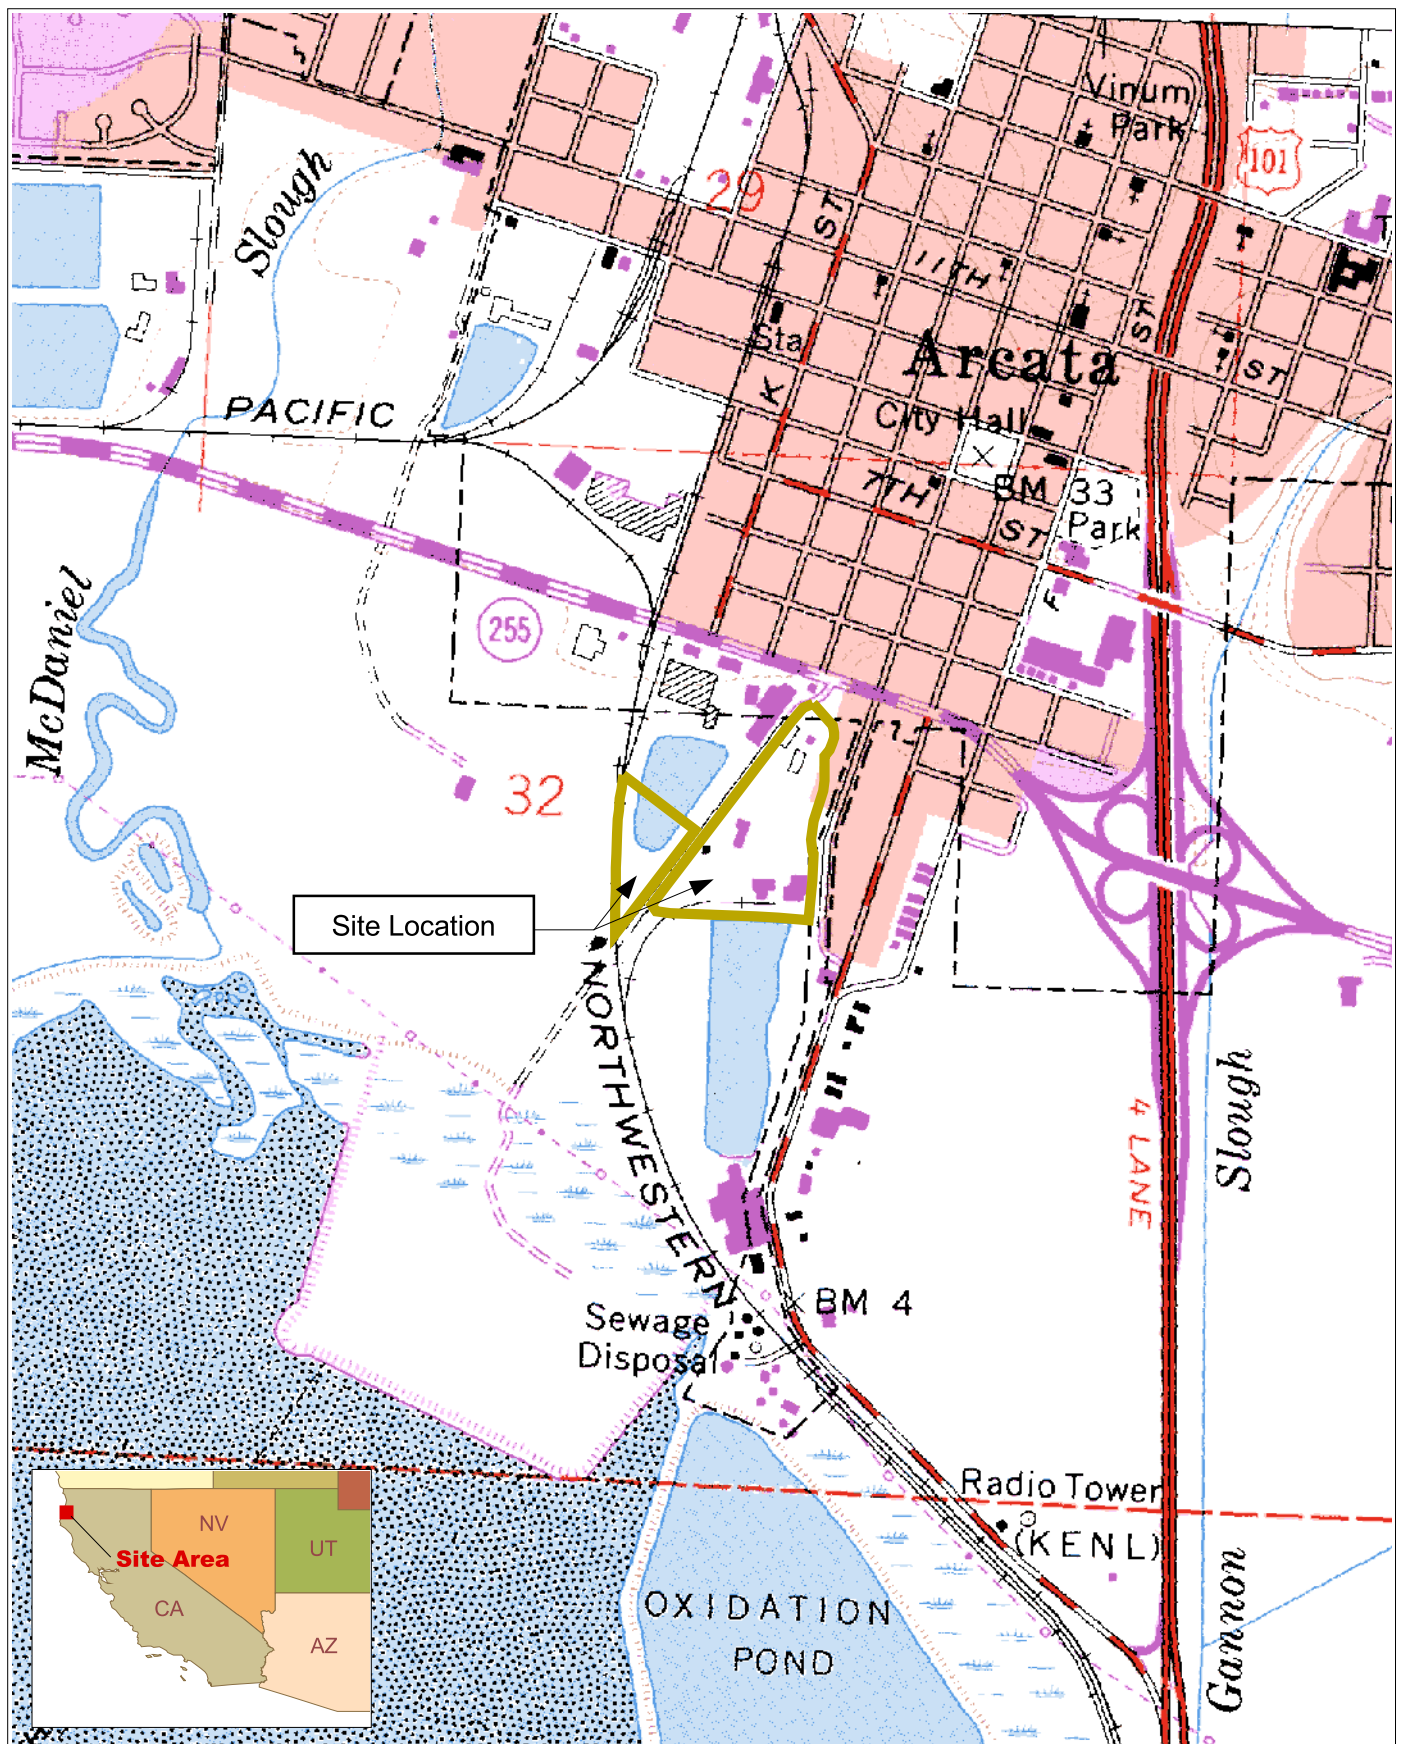 Vinum
Park
101
Slough
29
ST
11TH
ST
Sta
Arcata
ST
K
PACIFIC
City Hall
7TH
BM 33
ST
Park
F
McDaniel
255
32
Site Location
NORTHWESTERN
4 LANE
Slough
BM 4
Sewage
Disposal
Radio Tower
(KENL)
OXIDATION
POND
Gannon
NV
UT
Site Area
CA
AZ